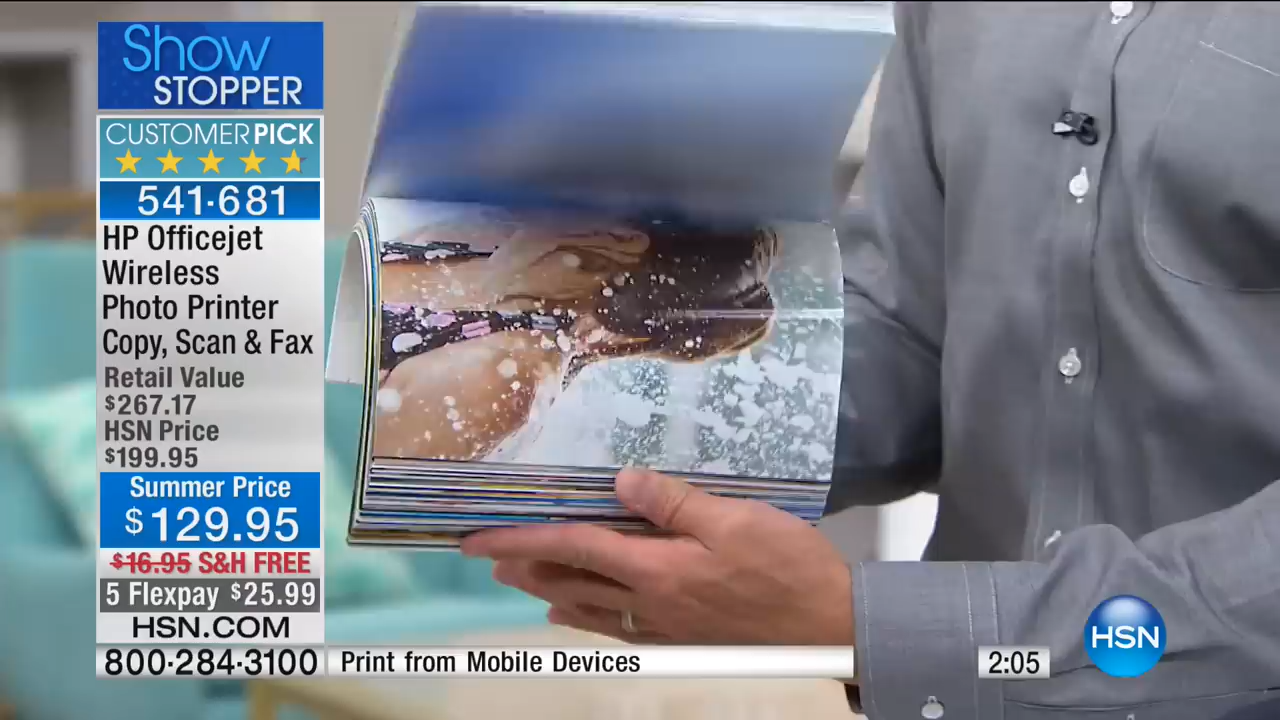 Show
STOPPER
CUSTOMER PICK
541·681
HP Officejet
Wireless
Photo Printer
Copy, Scan & Fax
Retail Value
$267.17
HSN Price
$199.95
Summer Price
$129.95
$16.95 S&H FREE
5 Flexpay $25.99
HSN.COM
800·284·3100
Print from Mobile Devices
2:05
HSN